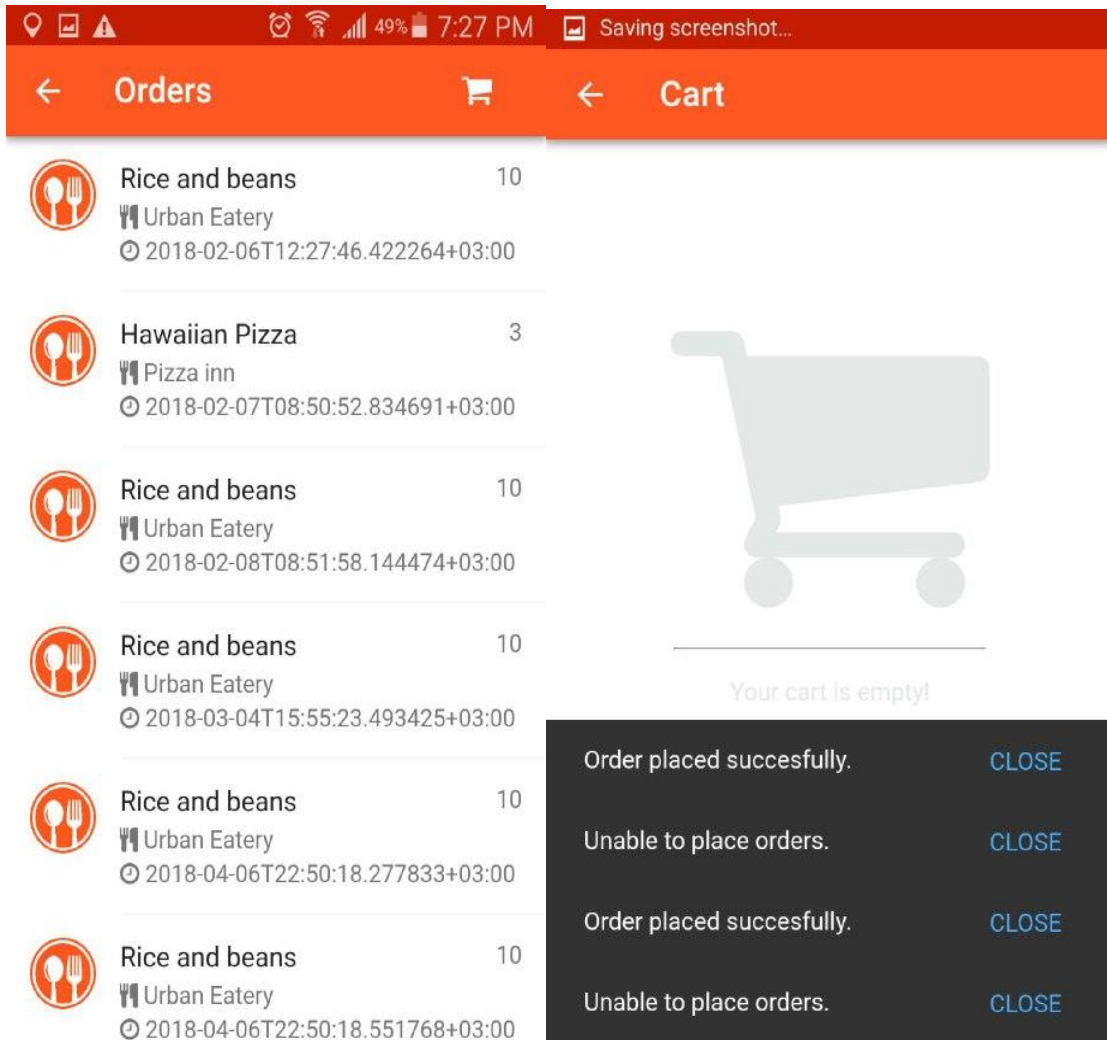 49% 7:27 PM
Orders
Rice and beans 10
Urban Eatery
2018-02-06T12:27:46.422264+03:00
Hawaiian Pizza 3
Pizza inn
2018-02-07T08:50:52.834691+03:00
Rice and beans 10
Urban Eatery
2018-02-08T08:51:58.144474+03:00
Rice and beans 10
Urban Eatery
2018-03-04T15:55:23.493425+03:00
Rice and beans 10
Urban Eatery
2018-04-06T22:50:18.277833+03:00
Rice and beans 10
Urban Eatery
2018-04-06T22:50:18.551768+03:00
Saving screenshot...
Cart
Your cart is empty!
Order placed succesfully. CLOSE
Unable to place orders. CLOSE
Order placed succesfully. CLOSE
Unable to place orders. CLOSE